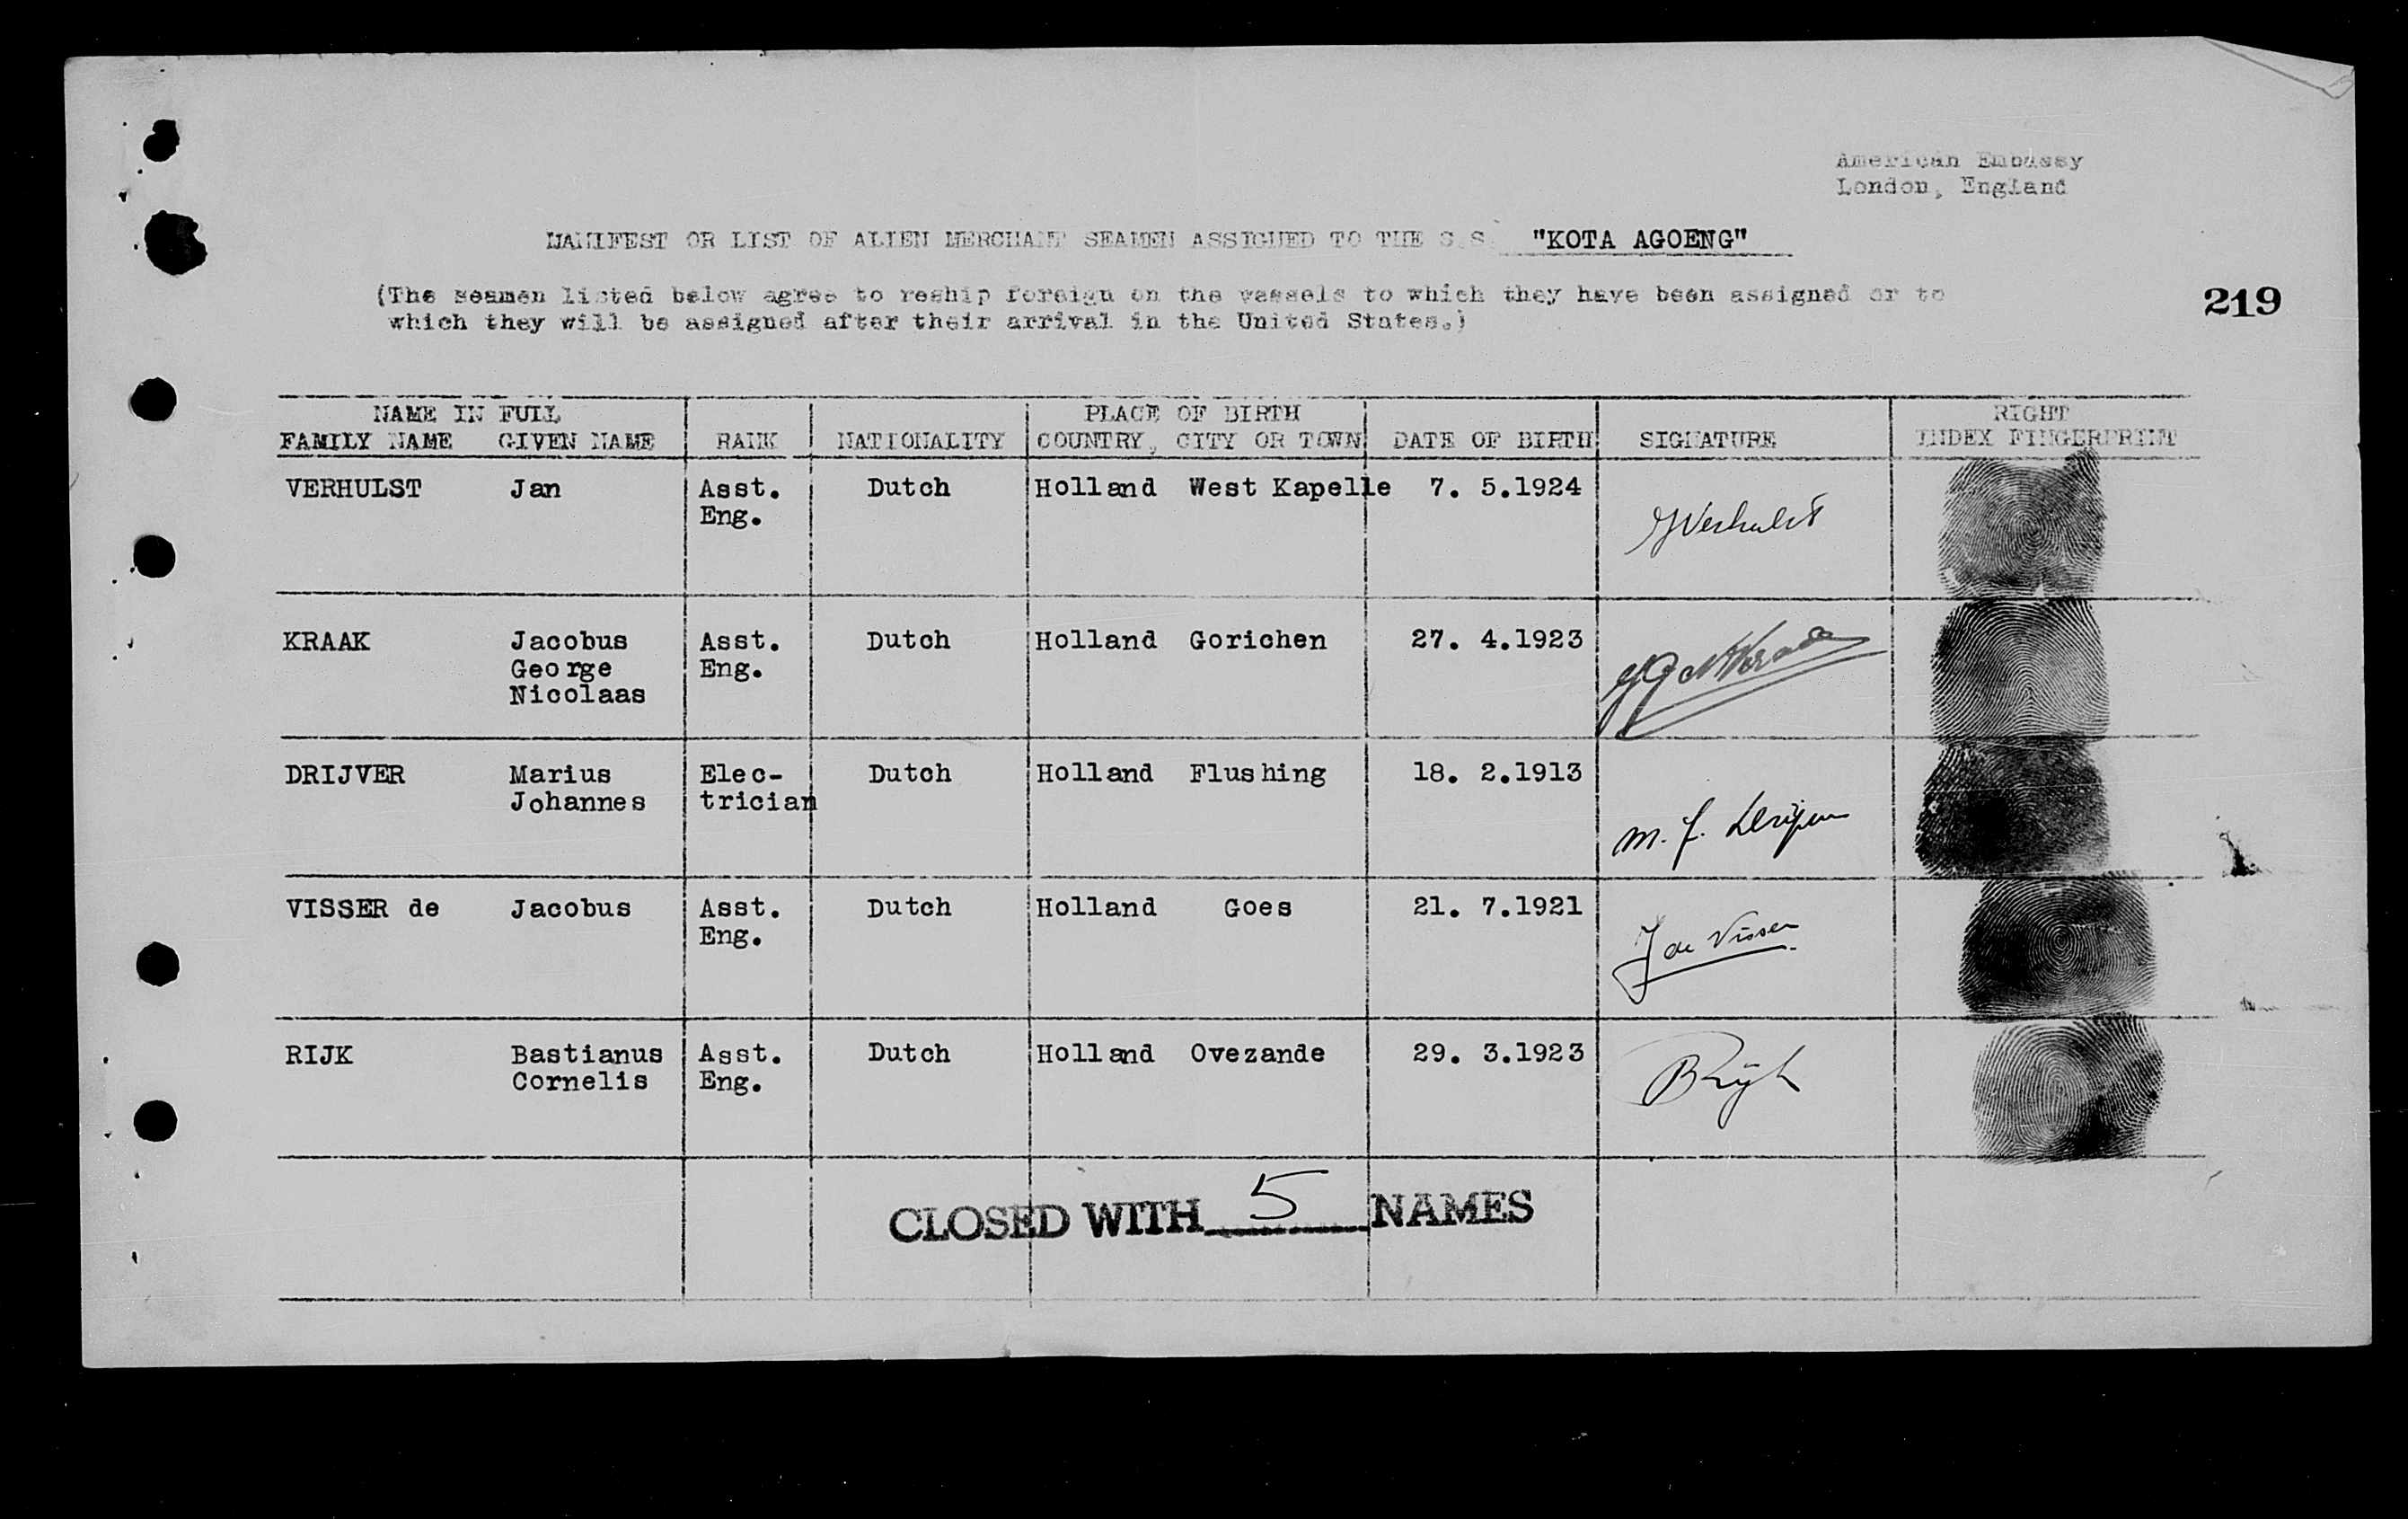 American Embassy
London, England
MANIFEST OR LIST OF ALIEN MERCHANT SEAMEN ASSIGNED TO THE S.S. "KOTA AGOENG"
(The seamen listed below agree to reship foreign on the vessels to which they have been assigned or to
219
which they will be assigned after their arrival in the United States.)
NAME IN FULL PLACE OF BIRTH RIGHT
FAMILY NAME GIVEN NAME RANK NATIONALITY COUNTRY, CITY OR TOWN DATE OF BIRTH SIGNATURE INDEX FINGERPRINT
VERHULST Jan Asst. Dutch Holland West Kapelle 7. 5.1924
Eng. JVerhulst
KRAAK Jacobus Asst. Dutch Holland Gorichen 27. 4.1923
George Eng. JGNKraak
Nicolaas
DRIJVER Marius Elec- Dutch Holland Flushing 18. 2.1913
Johannes trician M. J. Drijver
VISSER de Jacobus Asst. Dutch Holland Goes 21. 7.1921
Eng. J de Visser
RIJK Bastianus Asst. Dutch Holland Ovezande 29. 3.1923
Cornelis Eng. BRijk
CLOSED WITH 5 NAMES